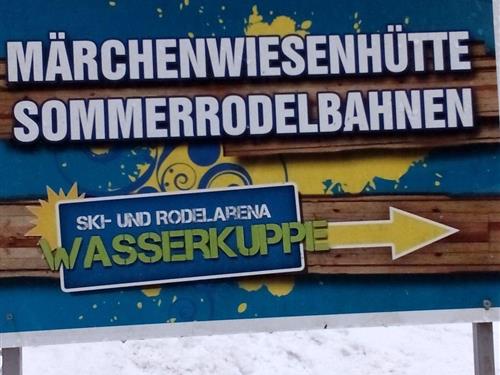 MÄRCHENWIESENHÜTTE
SOMMERRODELBAHNEN
SKI- UND RODELARENA
WASSERKUPPE